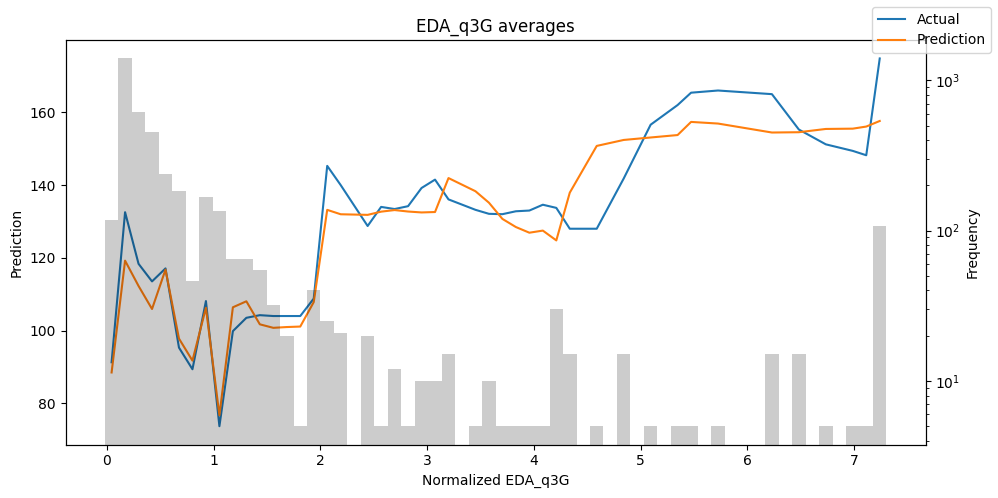 EDA_q3G averages
Actual
Prediction
Prediction
160
140
120
100
80
10³
10²
10¹
Frequency
0 1 2 3 4 5 6 7
Normalized EDA_q3G